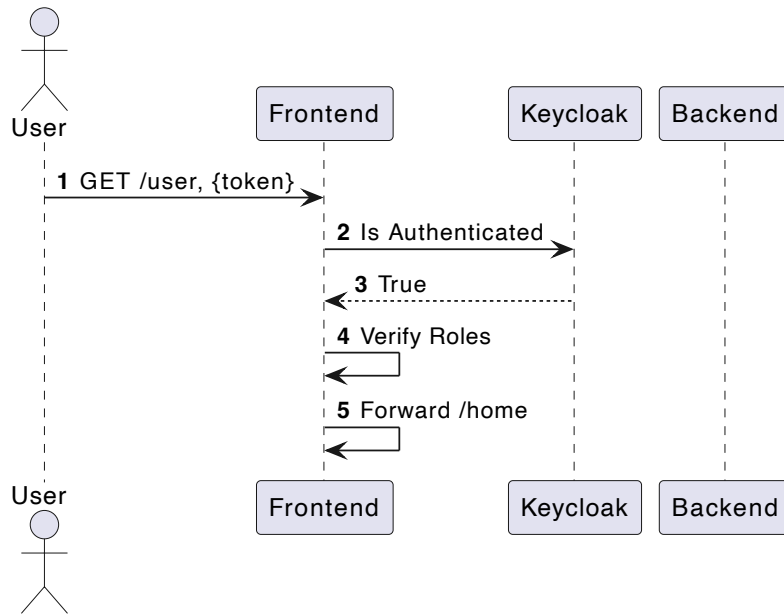 User
Frontend
Keycloak
Backend
1 GET /user, {token}
2 Is Authenticated
3 True
4 Verify Roles
5 Forward /home
User
Frontend
Keycloak
Backend